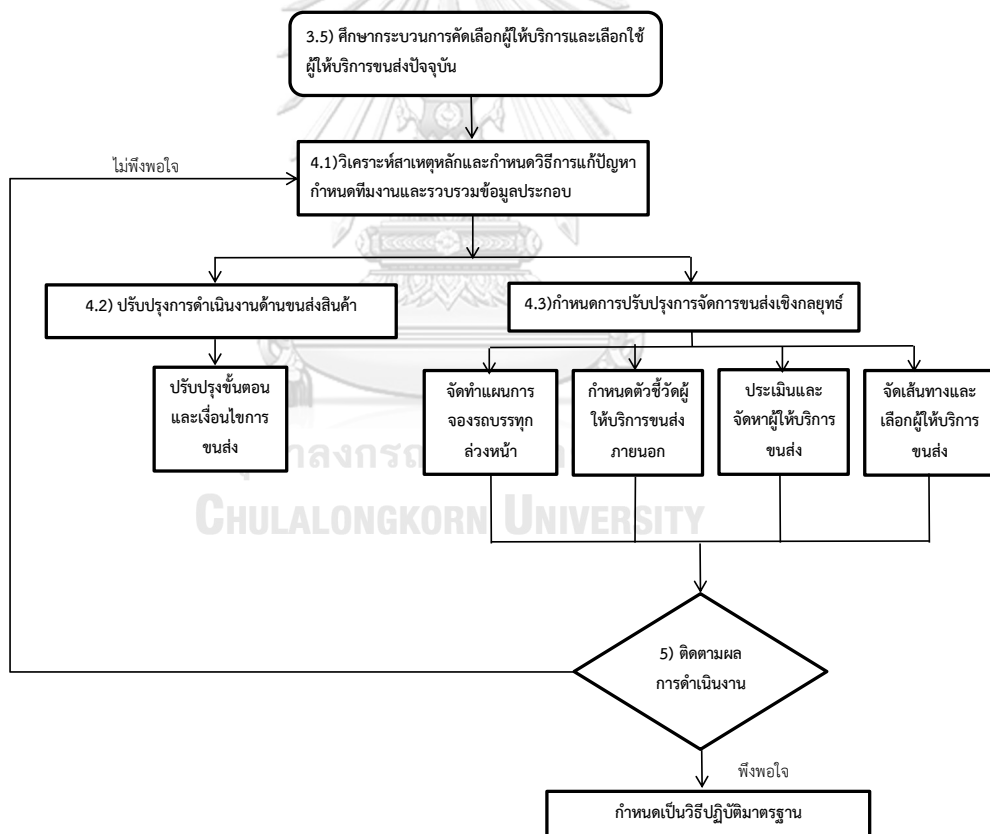 3.5) ศึกษากระบวนการคัดเลือกผู้ให้บริการและเลือกใช้
ผู้ให้บริการขนส่งปัจจุบัน
ไม่พึงพอใจ
4.1)วิเคราะห์สาเหตุหลักและกำหนดวิธีการแก้ปัญหา
กำหนดทีมงานและรวบรวมข้อมูลประกอบ
4.2) ปรับปรุงการดำเนินงานด้านขนส่งสินค้า
4.3)กำหนดการปรับปรุงการจัดการขนส่งเชิงกลยุทธ์
ปรับปรุงขั้นตอน
และเงื่อนไขการ
ขนส่ง
จัดทำแผนการ
จองรถบรรทุก
ล่วงหน้า
กำหนดตัวชี้วัดผู้
ให้บริการขนส่ง
ภายนอก
ประเมินและ
จัดหาผู้ให้บริการ
ขนส่ง
จัดเส้นทางและ
เลือกผู้ให้บริการ
ขนส่ง
CHULALONGKORN UNIVERSITY
5) ติดตามผล
การดำเนินงาน
พึงพอใจ
กำหนดเป็นวิธีปฏิบัติมาตรฐาน